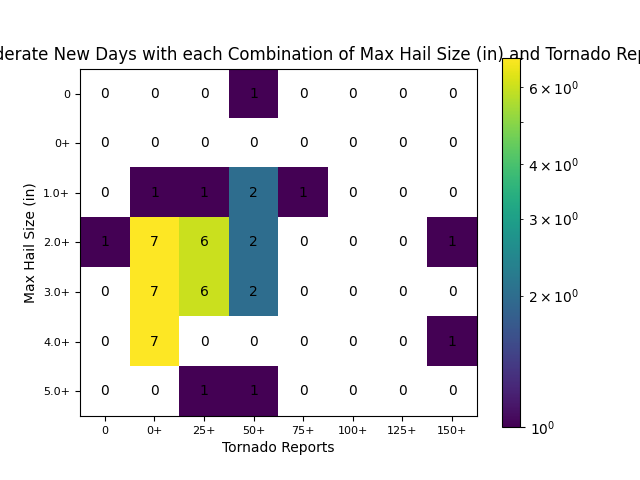 derate New Days with each Combination of Max Hail Size (in) and Tornado Rep
0 0 0 0 1 0 0 0 0
0+ 0 0 0 0 0 0 0 0
1.0+ 0 1 1 2 1 0 0 0
2.0+ 1 7 6 2 0 0 0 1
3.0+ 0 7 6 2 0 0 0 0
4.0+ 0 7 0 0 0 0 0 1
5.0+ 0 0 1 1 0 0 0 0
0 0+ 25+ 50+ 75+ 100+ 125+ 150+
Tornado Reports
Max Hail Size (in)
6 × 10⁰
4 × 10⁰
3 × 10⁰
2 × 10⁰
10⁰